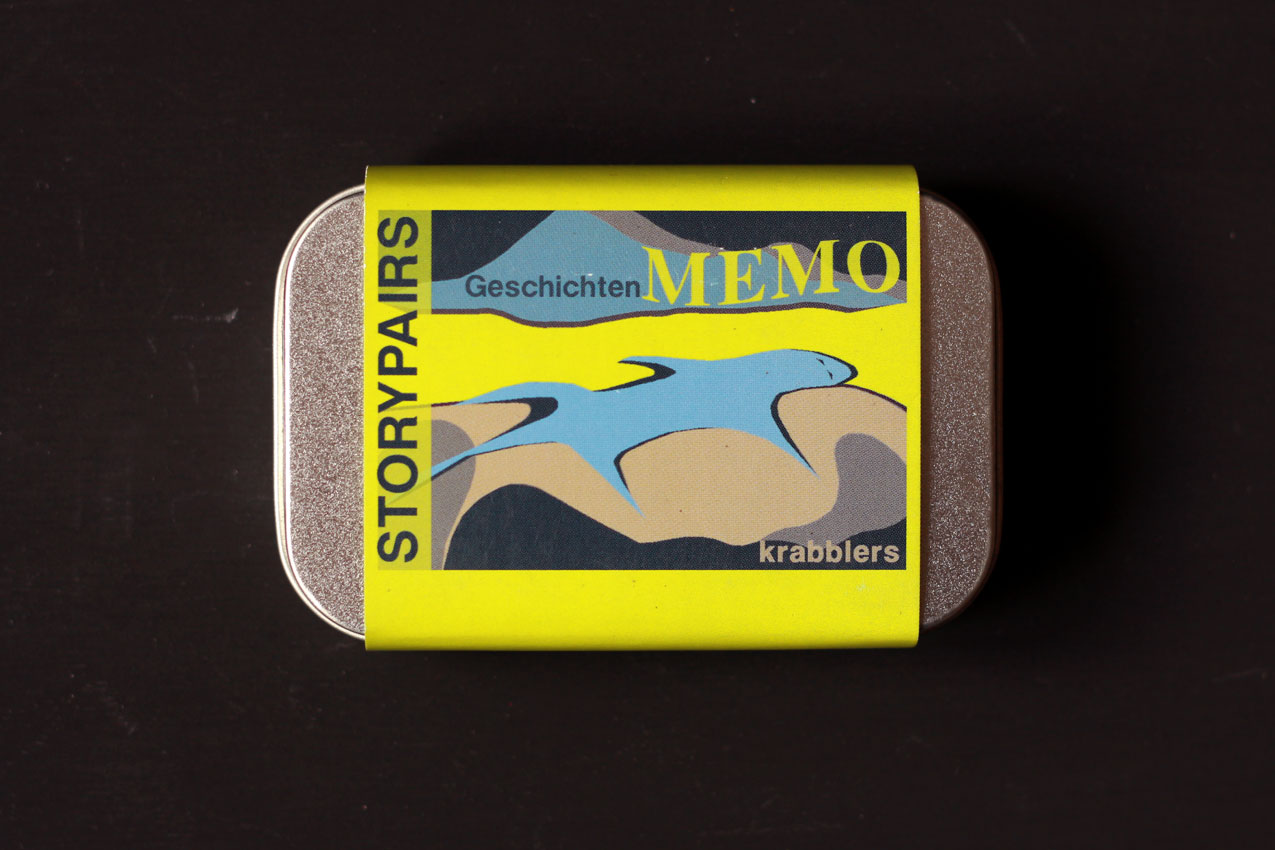 STORYPAIRS
Geschichten MEMO
krabblers